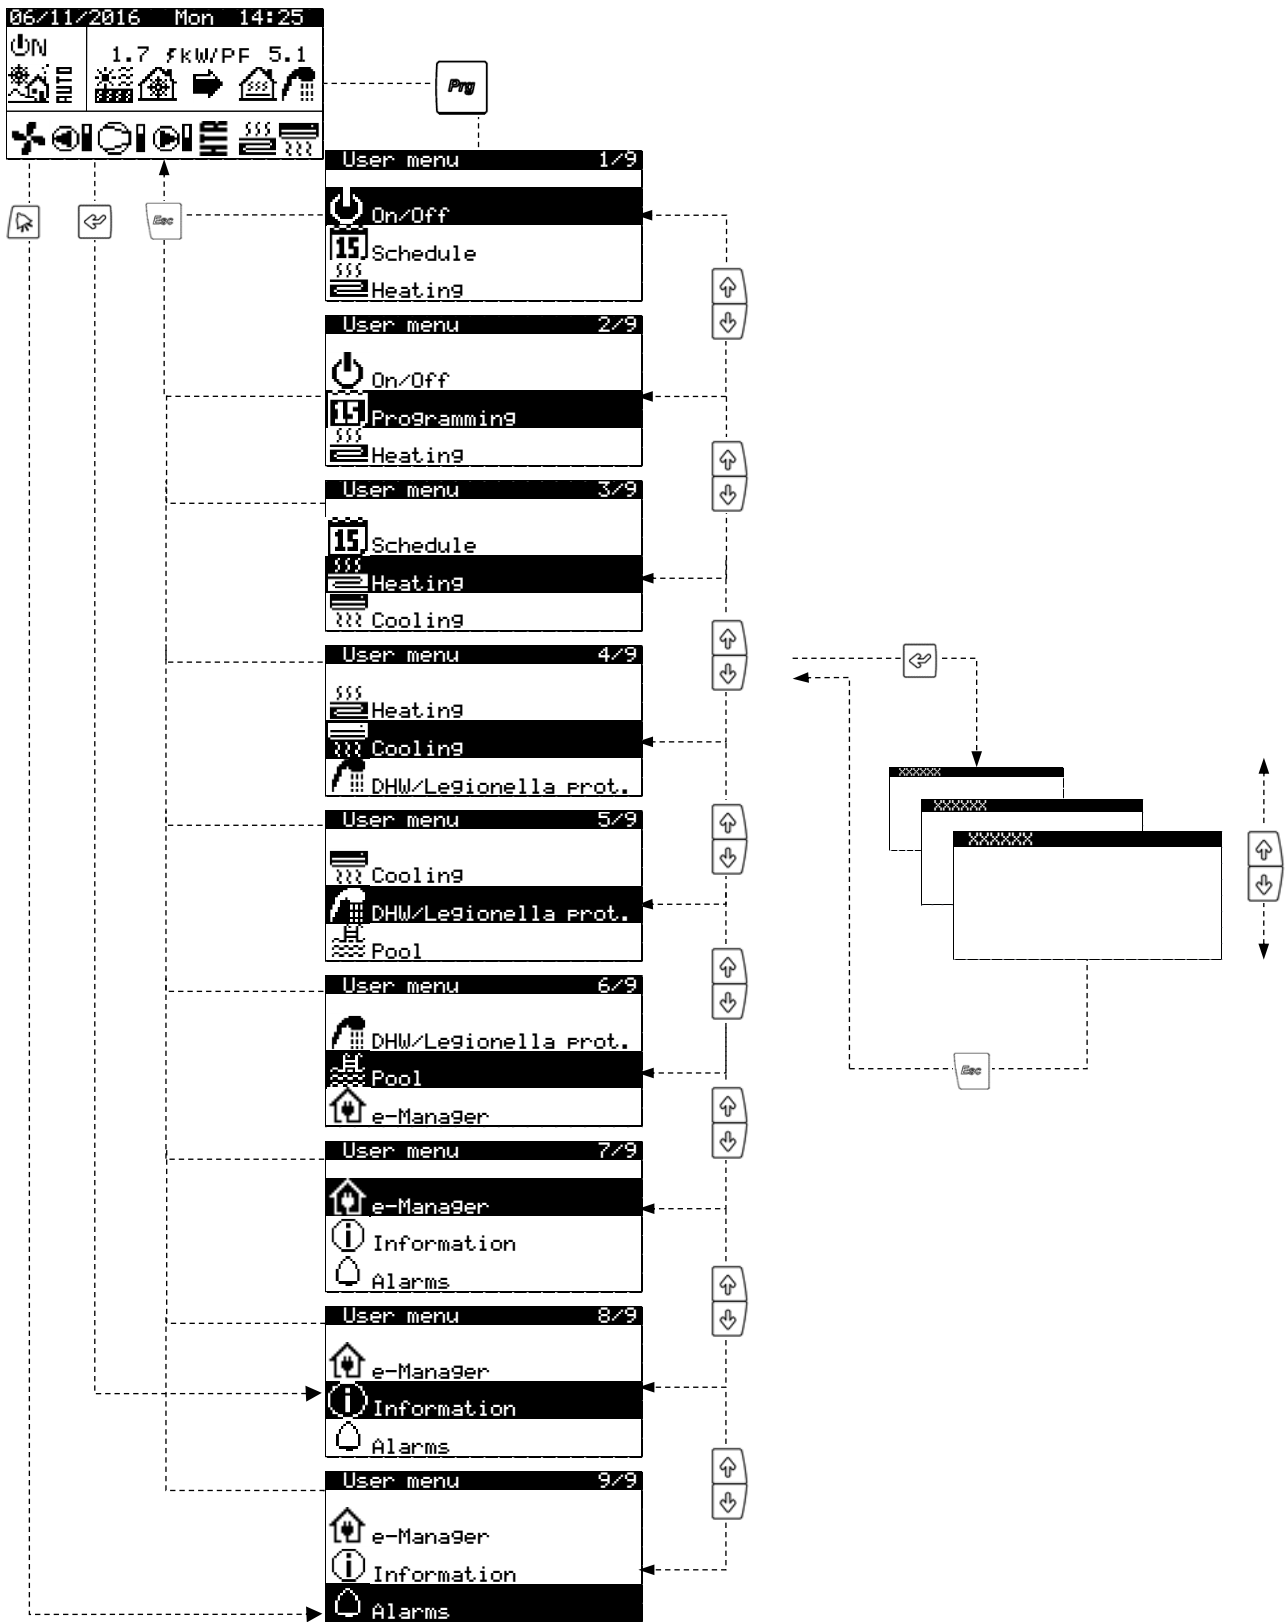 06/11/2016 Mon 14:25
ON
1.7 kW/PF 5.1
AUTO
HTR
Prg
User menu 1/9
On/Off
Schedule
Heating
Esc
User menu 2/9
On/Off
Programming
Heating
User menu 3/9
Schedule
Heating
Cooling
User menu 4/9
Heating
Cooling
DHW/Legionella prot.
User menu 5/9
Cooling
DHW/Legionella prot.
Pool
User menu 6/9
DHW/Legionella prot.
Pool
e-Manager
User menu 7/9
e-Manager
Information
Alarms
User menu 8/9
e-Manager
Information
Alarms
User menu 9/9
e-Manager
Information
Alarms
XXXXXX
XXXXXX
XXXXXX
Esc